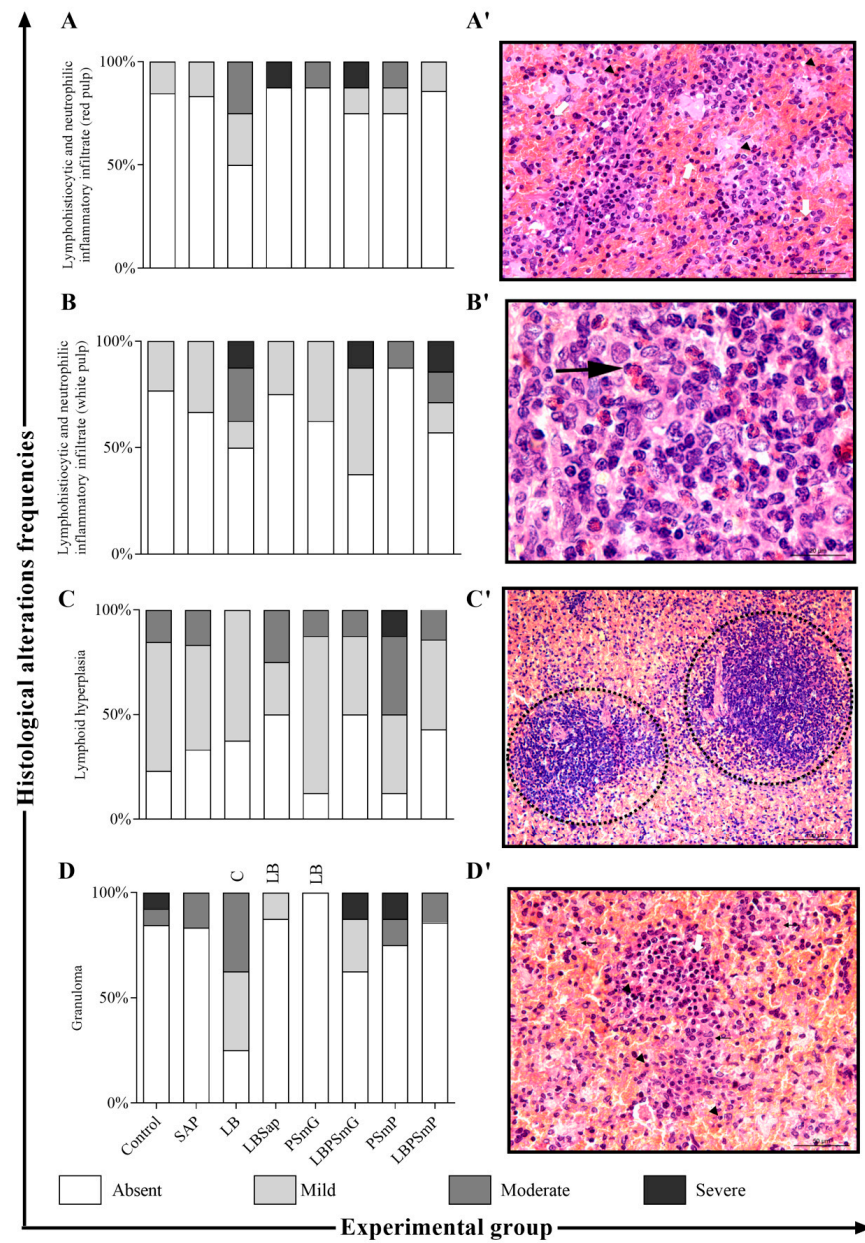 A
A'
Lymphohistiocytic and neutrophilic
inflammatory infiltrate (red pulp)
100%
50%
0%
B
B'
Lymphohistiocytic and neutrophilic
inflammatory infiltrate (white pulp)
100%
50%
0%
Histological alterations frequencies
C
C'
Lymphoid hyperplasia
100%
50%
0%
D
C
LB
LB
D'
Granuloma
100%
50%
0%
Control
SAP
LB
LBSap
PSmG
LBPSmG
PSmP
LBPSmP
Absent
Mild
Moderate
Severe
Experimental group